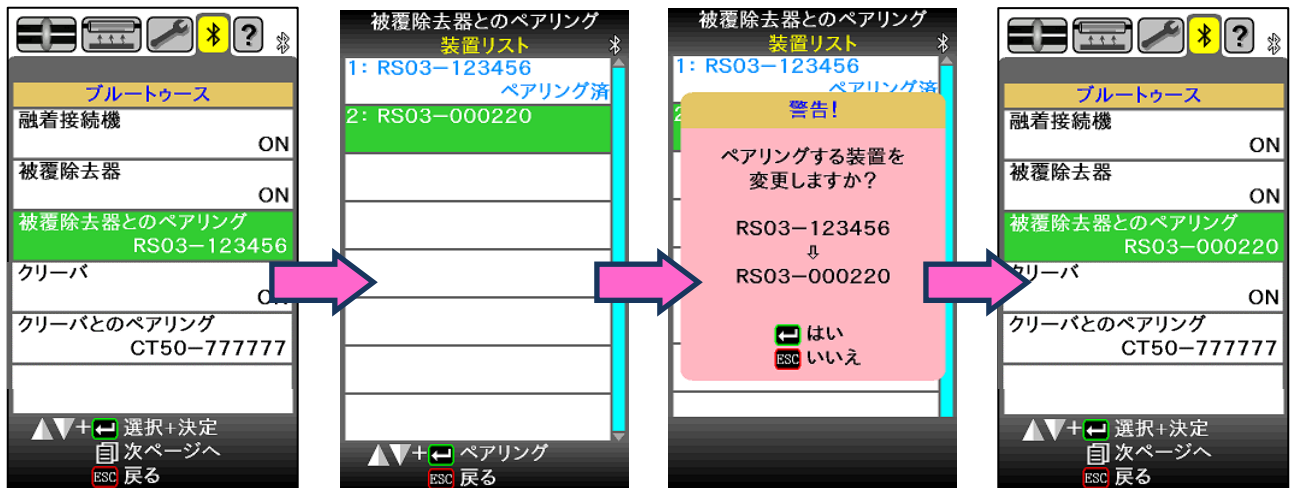 ?
ブルートゥース
融着接続機
ON
被覆除去器
ON
被覆除去器とのペアリング
RS03-123456
クリーバ
クリーバとのペアリング
CT50-777777
+ 選択+決定
次ページへ
ESC 戻る
被覆除去器とのペアリング
装置リスト
1: RS03-123456
ペアリング済
2: RS03-000220
+ ペアリング
ESC 戻る
被覆除去器とのペアリング
装置リスト
1: RS03-123456
ペアリング済
2
警告!
ペアリングする装置を
変更しますか?
RS03-123456
⇩
RS03-000220
はい
ESC いいえ
?
ブルートゥース
融着接続機
ON
被覆除去器
ON
被覆除去器とのペアリング
RS03-000220
クリーバ
ON
クリーバとのペアリング
CT50-777777
+ 選択+決定
次ページへ
ESC 戻る